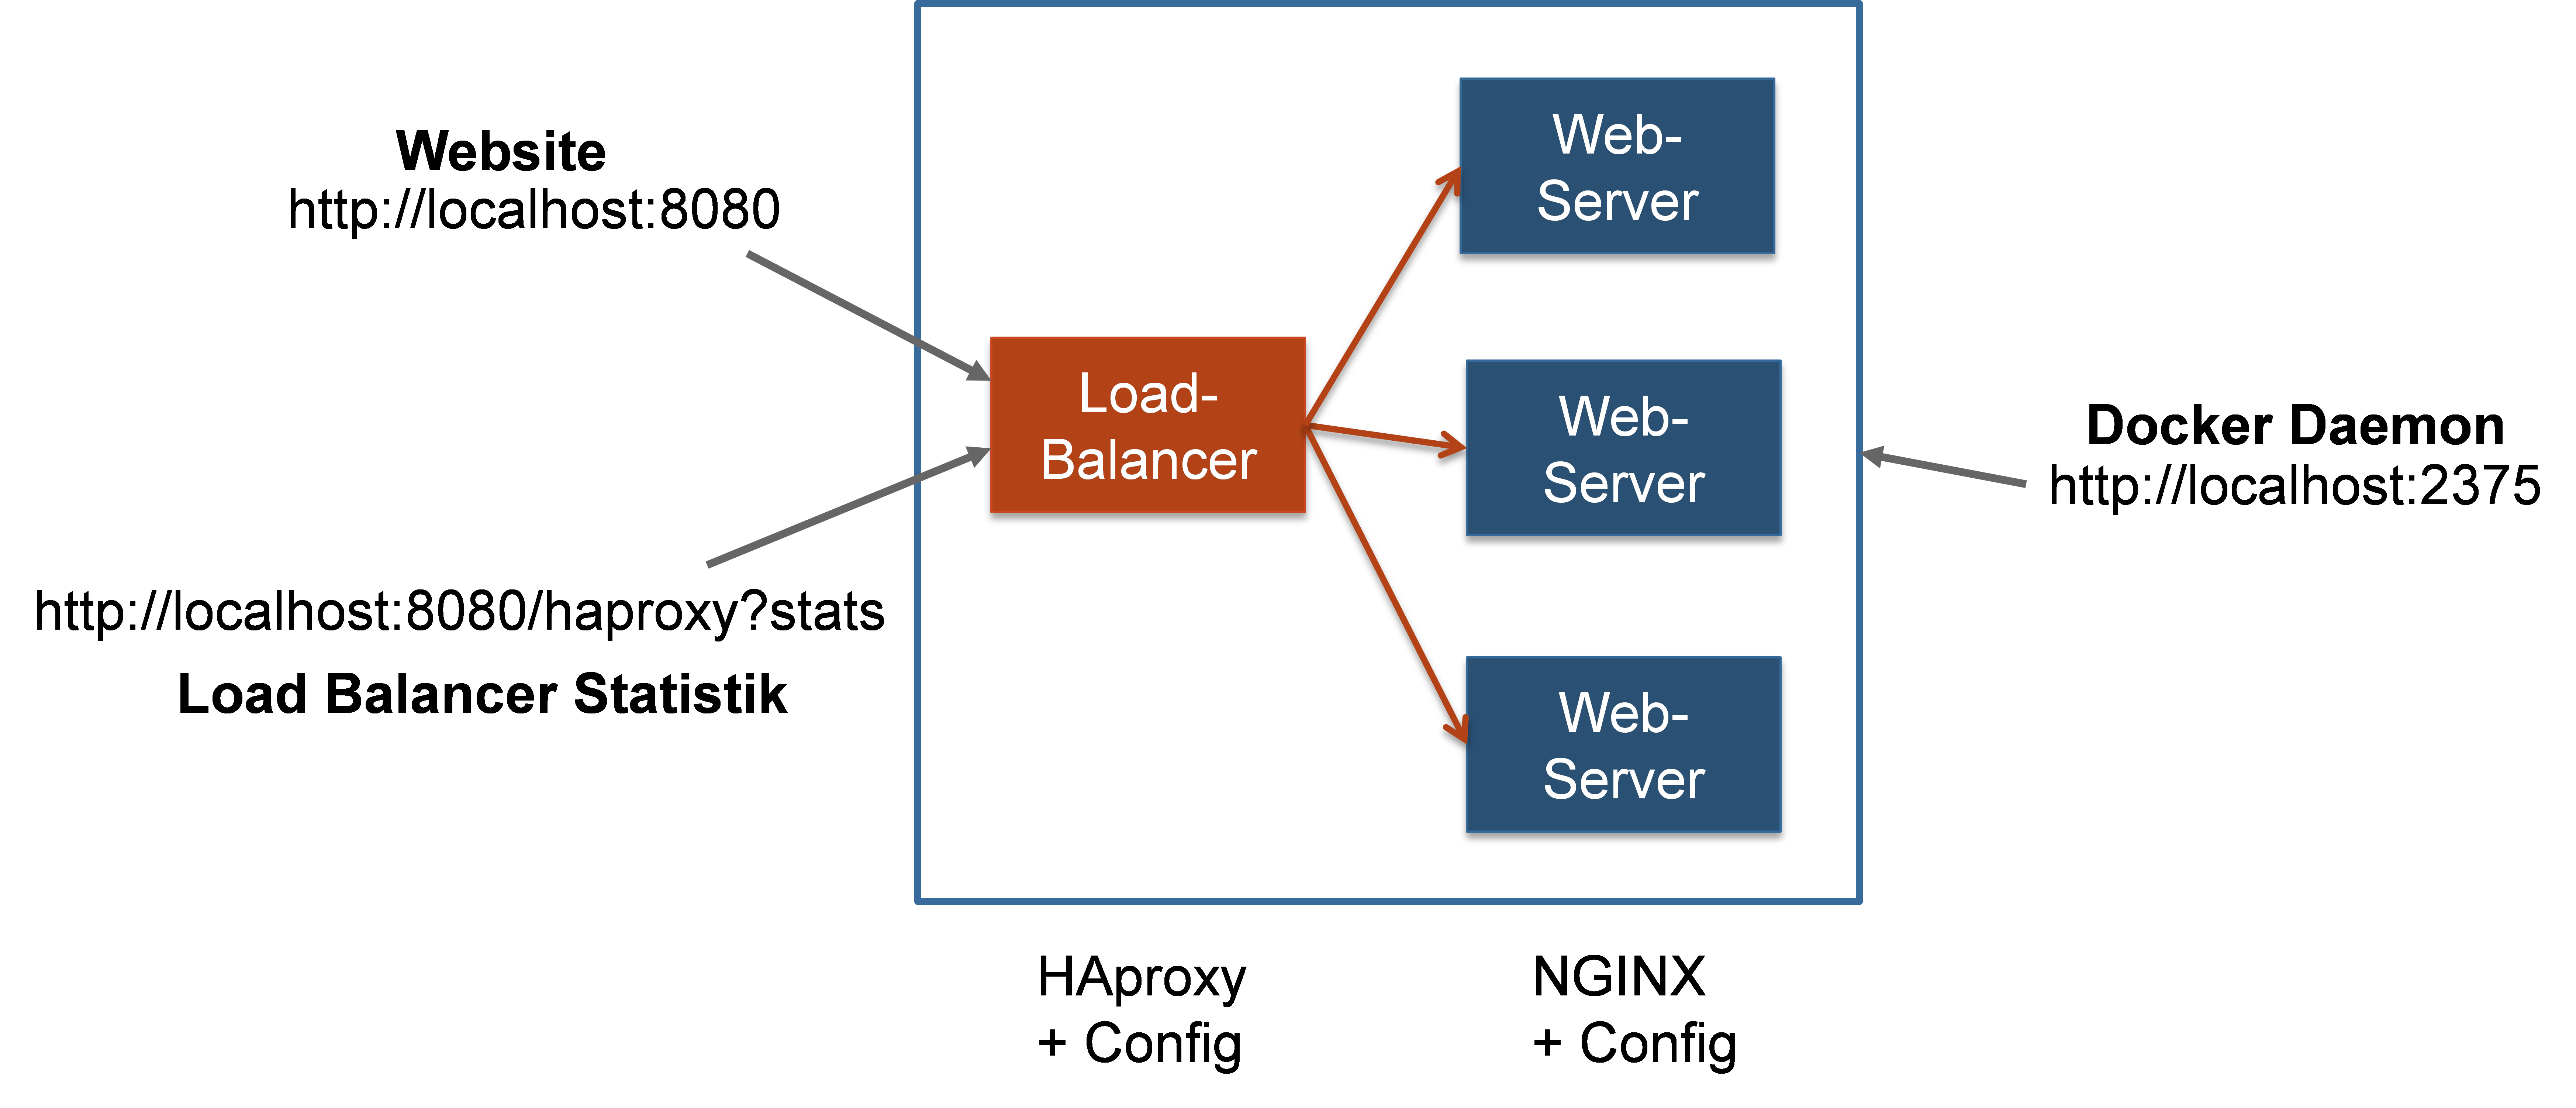 Website
http://localhost:8080
http://localhost:8080/haproxy?stats
Load Balancer Statistik
Load-
Balancer
Web-
Server
Web-
Server
Web-
Server
Docker Daemon
http://localhost:2375
HAproxy
+ Config
NGINX
+ Config